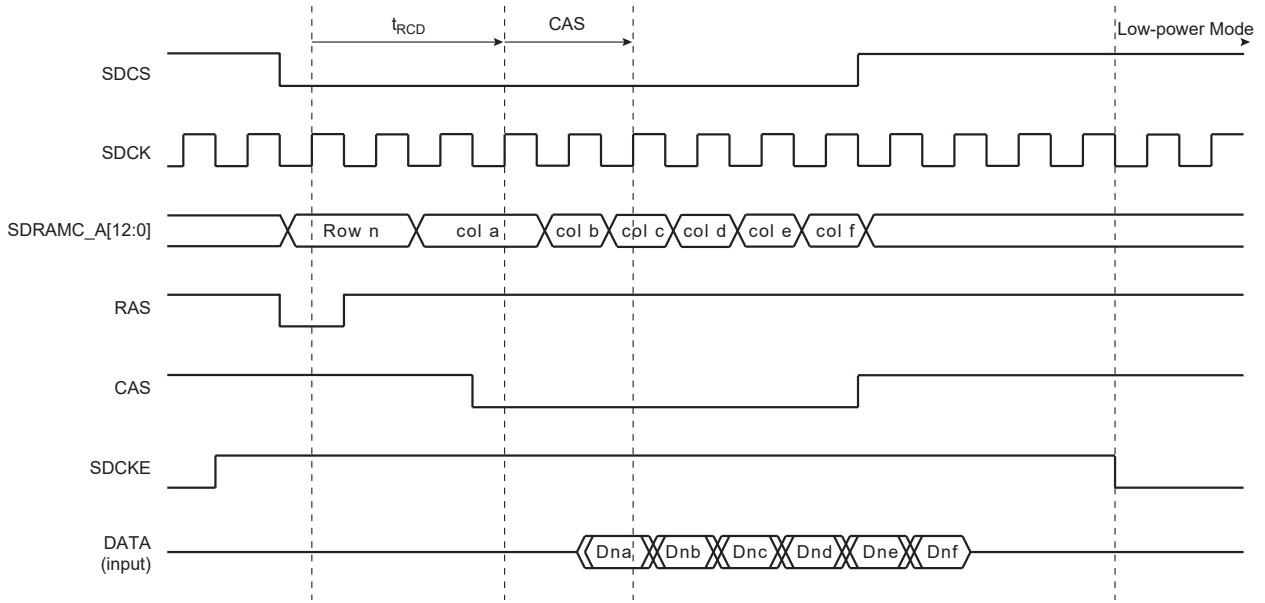 t_RCD
CAS
Low-power Mode
SDCS
SDCK
SDRAMC_A[12:0]
Row n
col a
col b
col c
col d
col e
col f
RAS
CAS
SDCKE
DATA
(input)
Dna
Dnb
Dnc
Dnd
Dne
Dnf